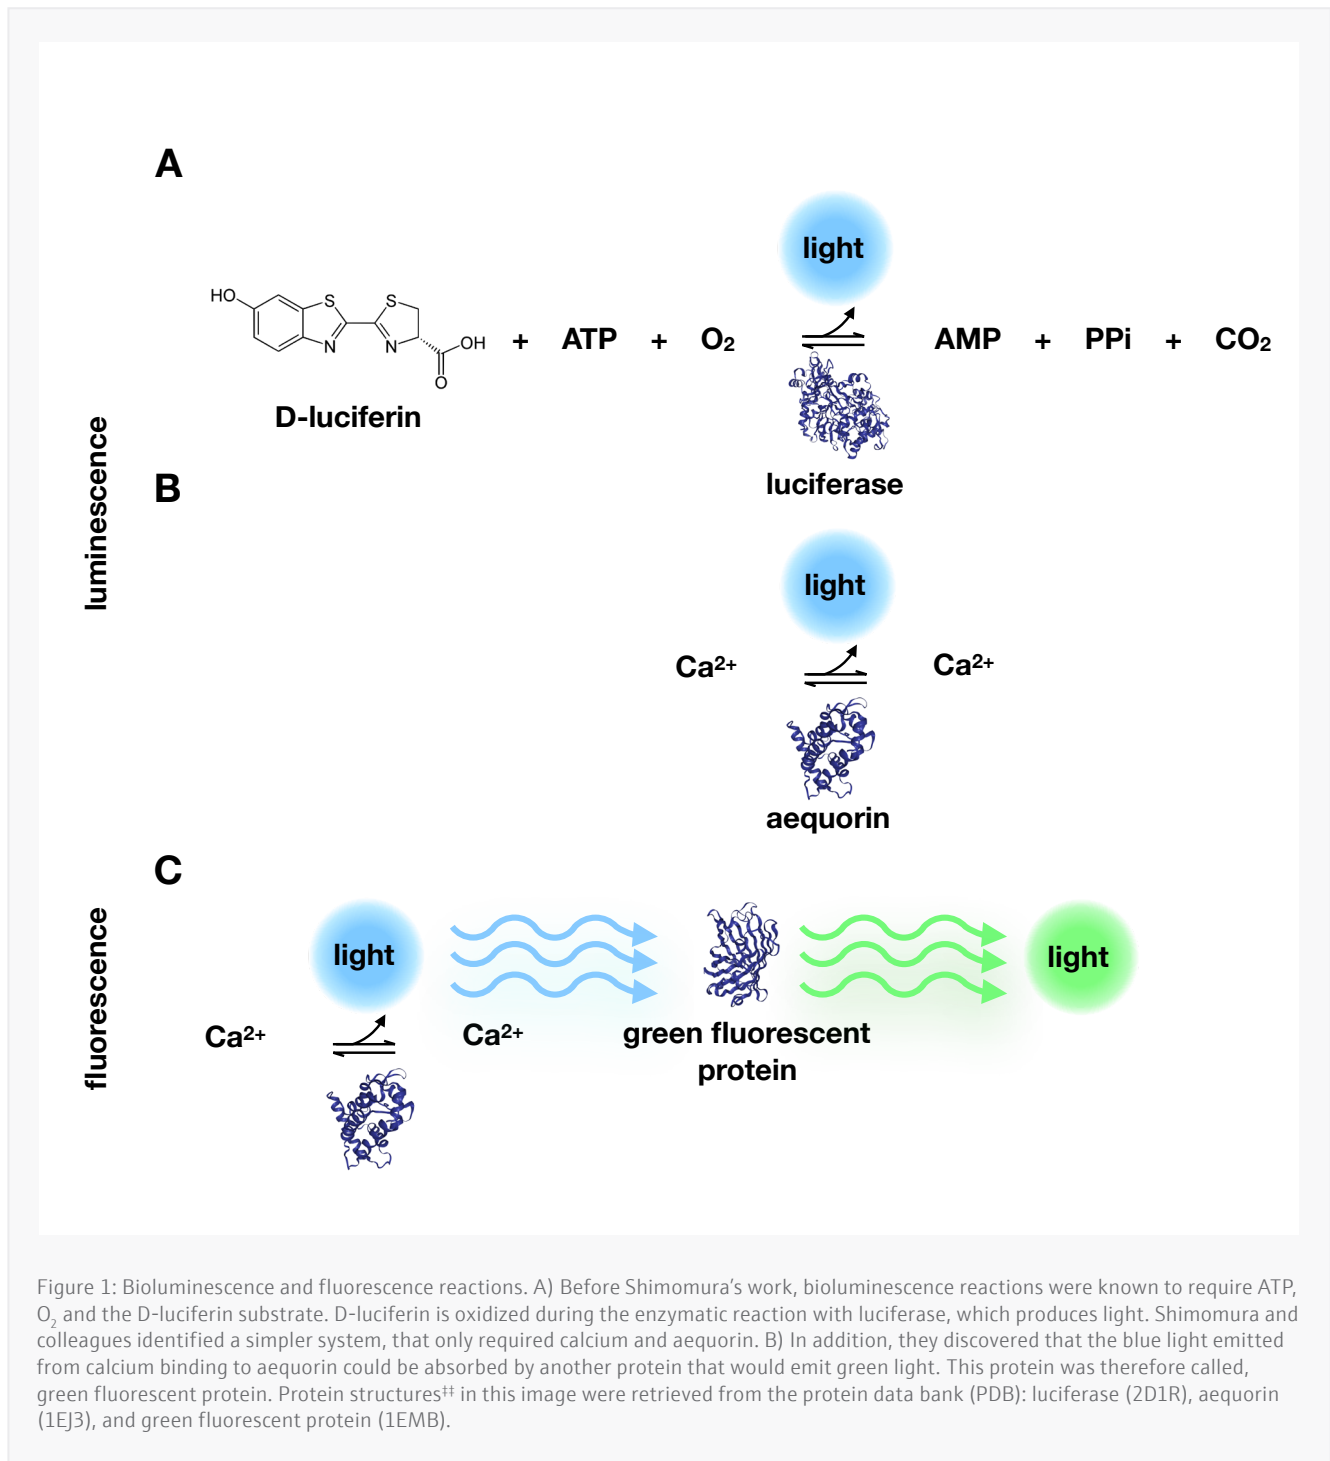 A
light
HO
S
S
N
N
OH
O
+ ATP + O₂
AMP + PPi + CO₂
D-luciferin
luciferase
luminescence
B
light
Ca²⁺
Ca²⁺
aequorin
C
fluorescence
light
light
Ca²⁺
Ca²⁺
green fluorescent
protein
Figure 1: Bioluminescence and fluorescence reactions. A) Before Shimomura’s work, bioluminescence reactions were known to require ATP,
O₂ and the D-luciferin substrate. D-luciferin is oxidized during the enzymatic reaction with luciferase, which produces light. Shimomura and
colleagues identified a simpler system, that only required calcium and aequorin. B) In addition, they discovered that the blue light emitted
from calcium binding to aequorin could be absorbed by another protein that would emit green light. This protein was therefore called,
green fluorescent protein. Protein structures‡‡ in this image were retrieved from the protein data bank (PDB): luciferase (2D1R), aequorin
(1EJ3), and green fluorescent protein (1EMB).